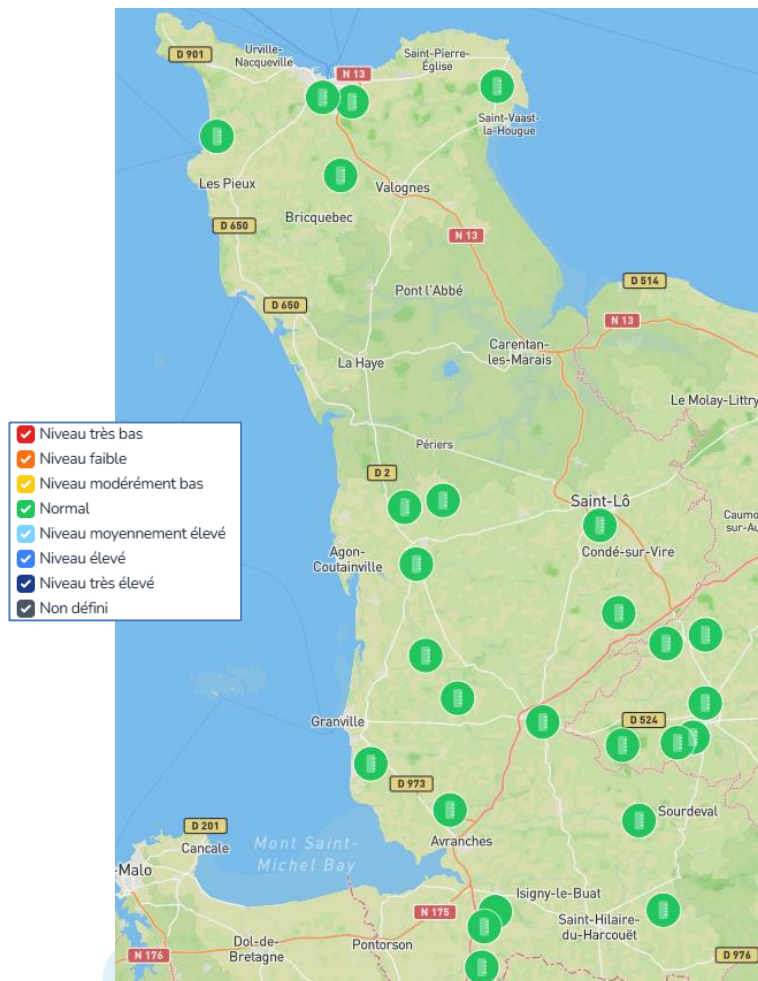 D 901
Urville-
Nacqueville
Saint-Pierre-
Église
N 13
Saint-Vaast-
la-Hougue
Les Pieux
Valognes
Bricquebec
D 650
N 13
Pont l'Abbé
D 514
D 650
N 13
Carentan-
les-Marais
La Haye
Le Molay-Littry
Périers
D 2
Saint-Lô
Caumo
sur-Au
Condé-sur-Vire
Agon-
Coutainville
Niveau très bas
Niveau faible
Niveau modérément bas
Normal
Niveau moyennement élevé
Niveau élevé
Niveau très élevé
Non défini
Granville
D 524
D 973
Sourdeval
D 201
Cancale
Mont Saint-
Michel Bay
Avranches
-Malo
Isigny-le-Buat
N 175
Saint-Hilaire-
du-Harcouët
Dol-de-
Bretagne
Pontorson
N 176
D 976